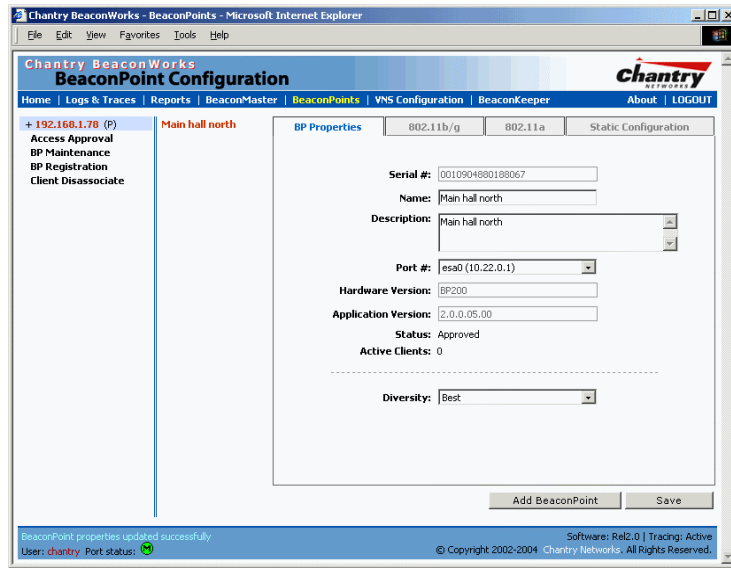 Chantry BeaconWorks - BeaconPoints - Microsoft Internet Explorer
File Edit View Favorites Tools Help
Chantry BeaconWorks
BeaconPoint Configuration
Chantry
NETWORKS
Home | Logs & Traces | Reports | BeaconMaster | BeaconPoints | VNS Configuration | BeaconKeeper About | LOGOUT
+ 192.168.1.78 (P)
Access Approval
BP Maintenance
BP Registration
Client Disassociate
Main hall north
BP Properties 802.11b/g 802.11a Static Configuration
Serial #: 0010904880188067
Name: Main hall north
Description: Main hall north
Port #: esa0 (10.22.0.1)
Hardware Version: BP200
Application Version: 2.0.0.05.00
Status: Approved
Active Clients: 0
Diversity: Best
Add BeaconPoint Save
BeaconPoint properties updated successfully Software: Rel2.0 | Tracing: Active
User: chantry Port status: M © Copyright 2002-2004 Chantry Networks. All Rights Reserved.